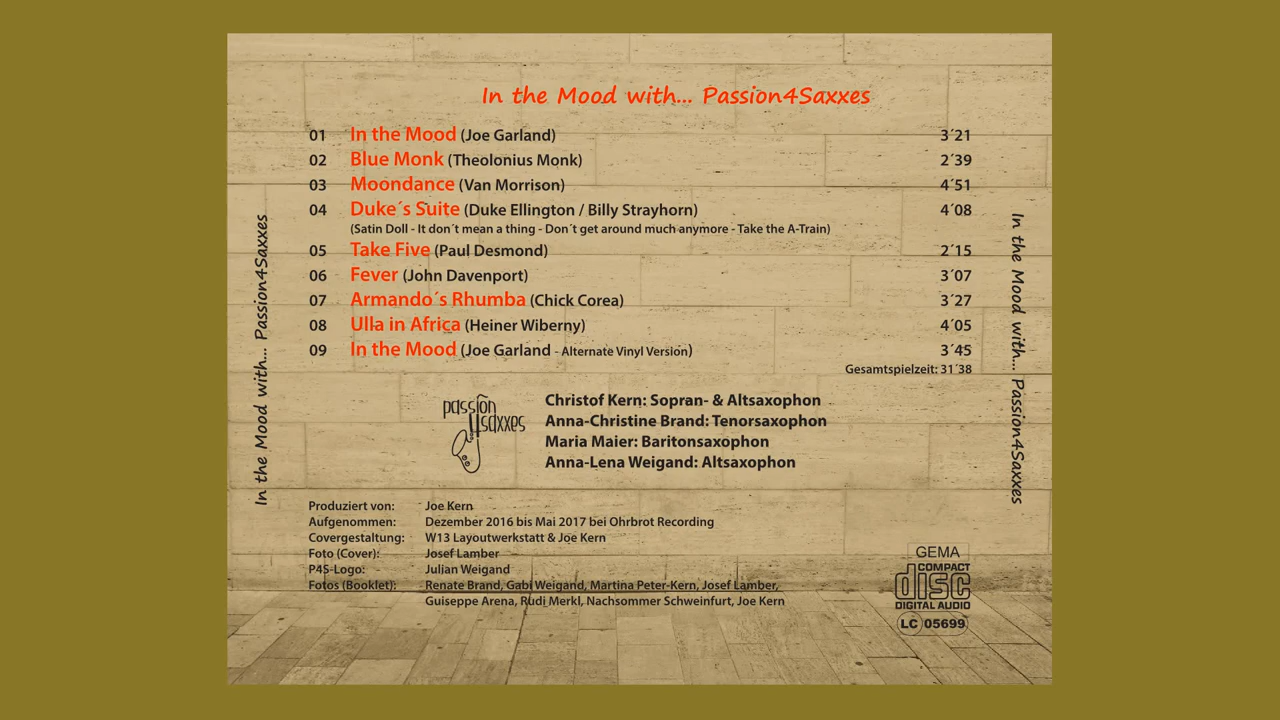 In the Mood with... Passion4Saxxes
01 In the Mood (Joe Garland) 3´21
02 Blue Monk (Theolonius Monk) 2´39
03 Moondance (Van Morrison) 4´51
04 Duke´s Suite (Duke Ellington / Billy Strayhorn) 4´08
(Satin Doll - It don´t mean a thing - Don´t get around much anymore - Take the A-Train)
05 Take Five (Paul Desmond) 2´15
06 Fever (John Davenport) 3´07
07 Armando´s Rhumba (Chick Corea) 3´27
08 Ulla in Africa (Heiner Wiberny) 4´05
09 In the Mood (Joe Garland - Alternate Vinyl Version) 3´45
Gesamtspielzeit: 31´38
In the Mood with... Passion4Saxxes
In the Mood with... Passion4Saxxes
passion
4saxxes
Christof Kern: Sopran- & Altsaxophon
Anna-Christine Brand: Tenorsaxophon
Maria Maier: Baritonsaxophon
Anna-Lena Weigand: Altsaxophon
Produziert von: Joe Kern
Aufgenommen: Dezember 2016 bis Mai 2017 bei Ohrbrot Recording
Covergestaltung: W13 Layoutwerkstatt & Joe Kern
Foto (Cover): Josef Lamber
P4S-Logo: Julian Weigand
Fotos (Booklet): Renate Brand, Gabi Weigand, Martina Peter-Kern, Josef Lamber,
Guiseppe Arena, Rudi Merkl, Nachsommer Schweinfurt, Joe Kern
GEMA
COMPACT
disc
DIGITAL AUDIO
LC 05699